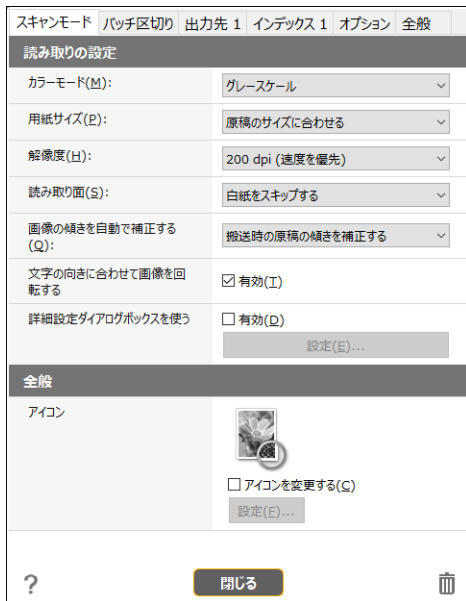 スキャンモード バッチ区切り 出力先 1 インデックス 1 オプション 全般
読み取りの設定
カラーモード(M): グレースケール
用紙サイズ(P): 原稿のサイズに合わせる
解像度(H): 200 dpi (速度を優先)
読み取り面(S): 白紙をスキップする
画像の傾きを自動で補正する
(Q): 搬送時の原稿の傾きを補正する
文字の向きに合わせて画像を回
転する 有効(T)
詳細設定ダイアログボックスを使う 有効(D)
設定(E)...
全般
アイコン
アイコンを変更する(C)
設定(F)...
? 閉じる